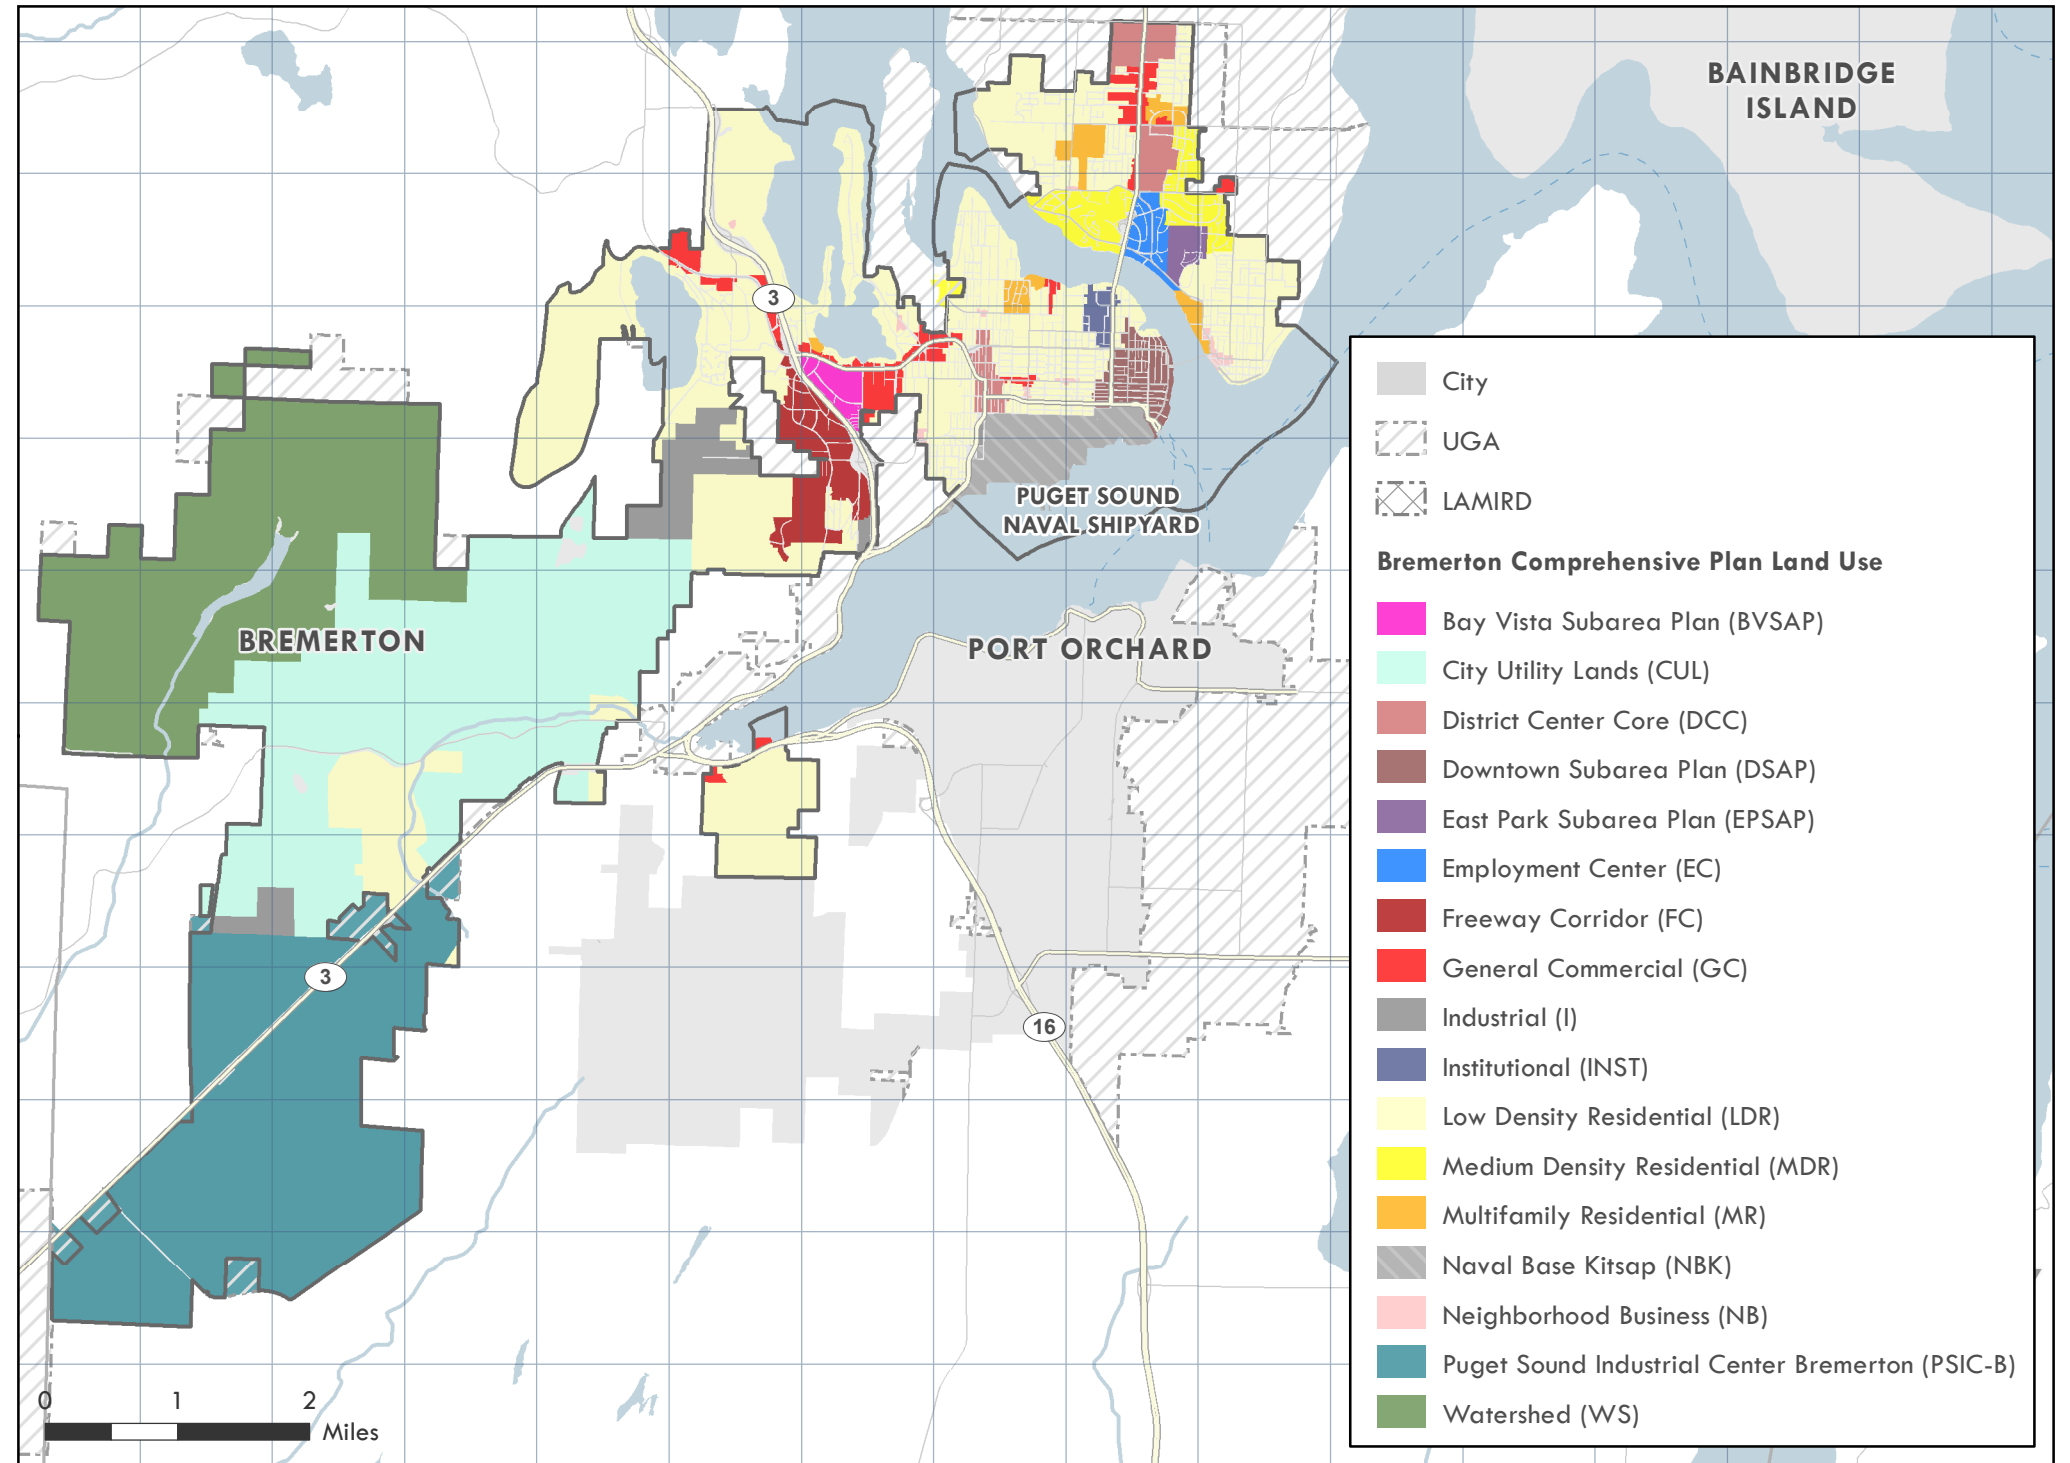 BAINBRIDGE
ISLAND
3
PUGET SOUND
NAVAL SHIPYARD
BREMERTON
PORT ORCHARD
3
16
0 1 2
Miles
City
UGA
LAMIRD
Bremerton Comprehensive Plan Land Use
Bay Vista Subarea Plan (BVSAP)
City Utility Lands (CUL)
District Center Core (DCC)
Downtown Subarea Plan (DSAP)
East Park Subarea Plan (EPSAP)
Employment Center (EC)
Freeway Corridor (FC)
General Commercial (GC)
Industrial (I)
Institutional (INST)
Low Density Residential (LDR)
Medium Density Residential (MDR)
Multifamily Residential (MR)
Naval Base Kitsap (NBK)
Neighborhood Business (NB)
Puget Sound Industrial Center Bremerton (PSIC-B)
Watershed (WS)